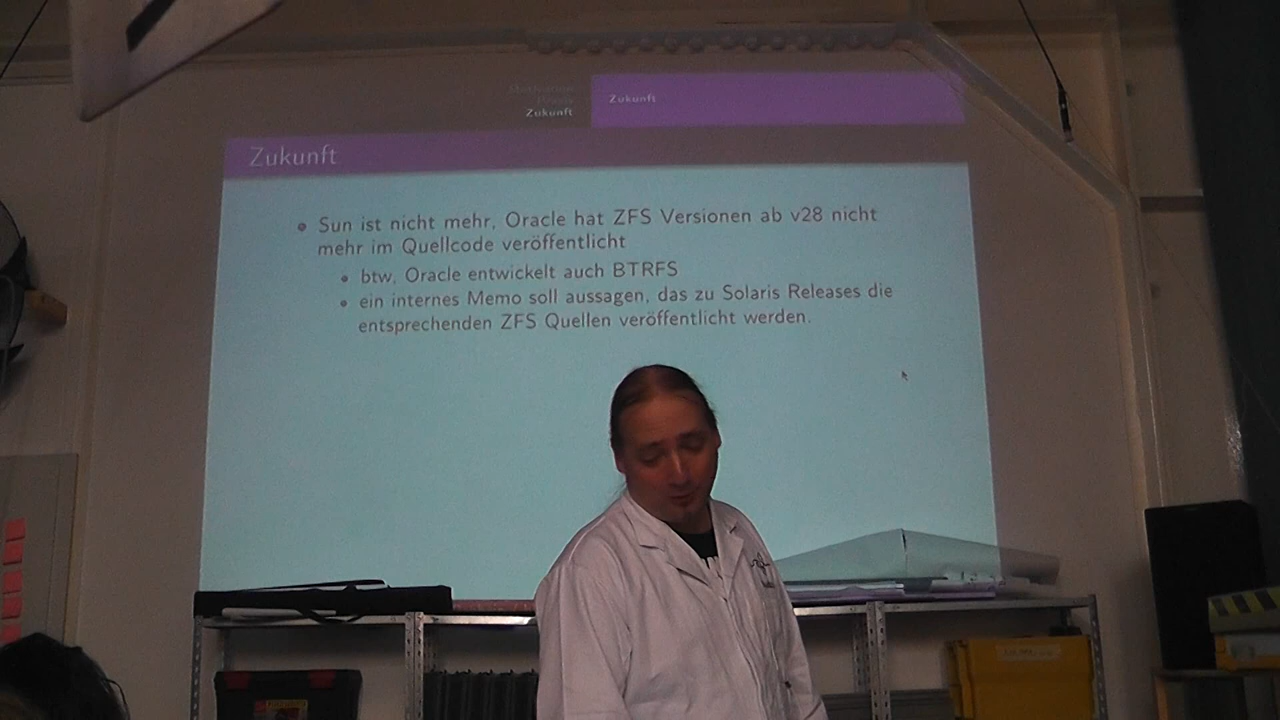 Zukunft
Zukunft
Zukunft
Sun ist nicht mehr, Oracle hat ZFS Versionen ab v28 nicht
mehr im Quellcode veröffentlicht
btw, Oracle entwickelt auch BTRFS
ein internes Memo soll aussagen, das zu Solaris Releases die
entsprechenden ZFS Quellen veröffentlicht werden.